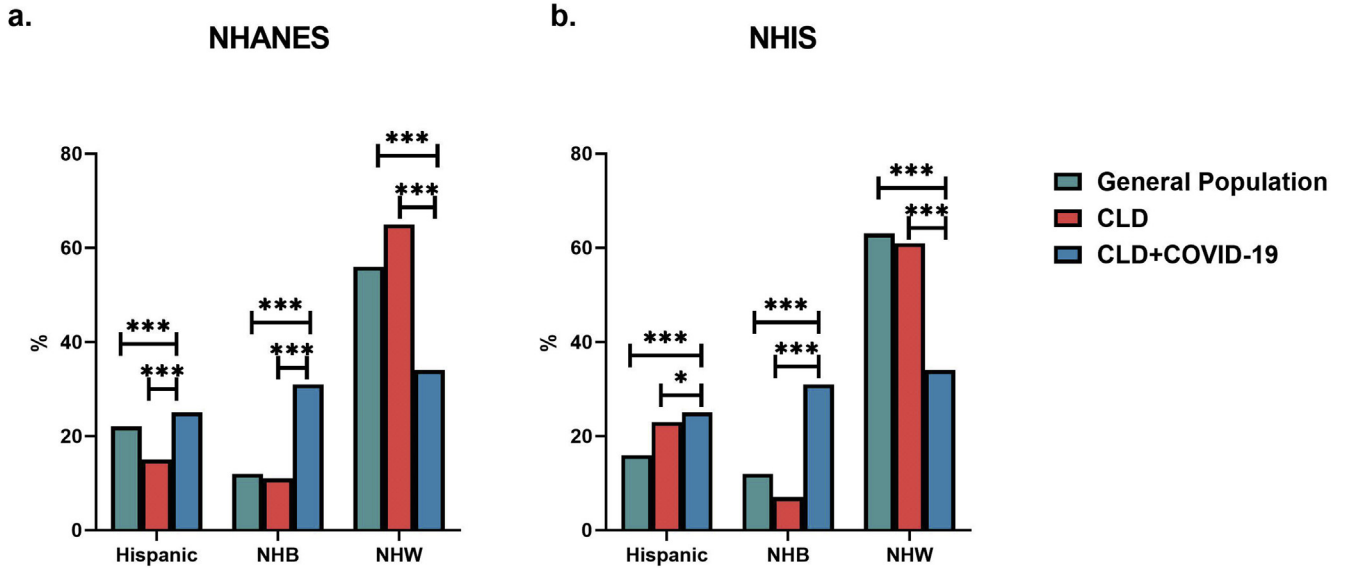 a.
NHANES
%
80
60
40
20
0
***
***
***
***
***
***
Hispanic
NHB
NHW
b.
NHIS
%
80
60
40
20
0
***
*
***
***
***
***
Hispanic
NHB
NHW
General Population
CLD
CLD+COVID-19